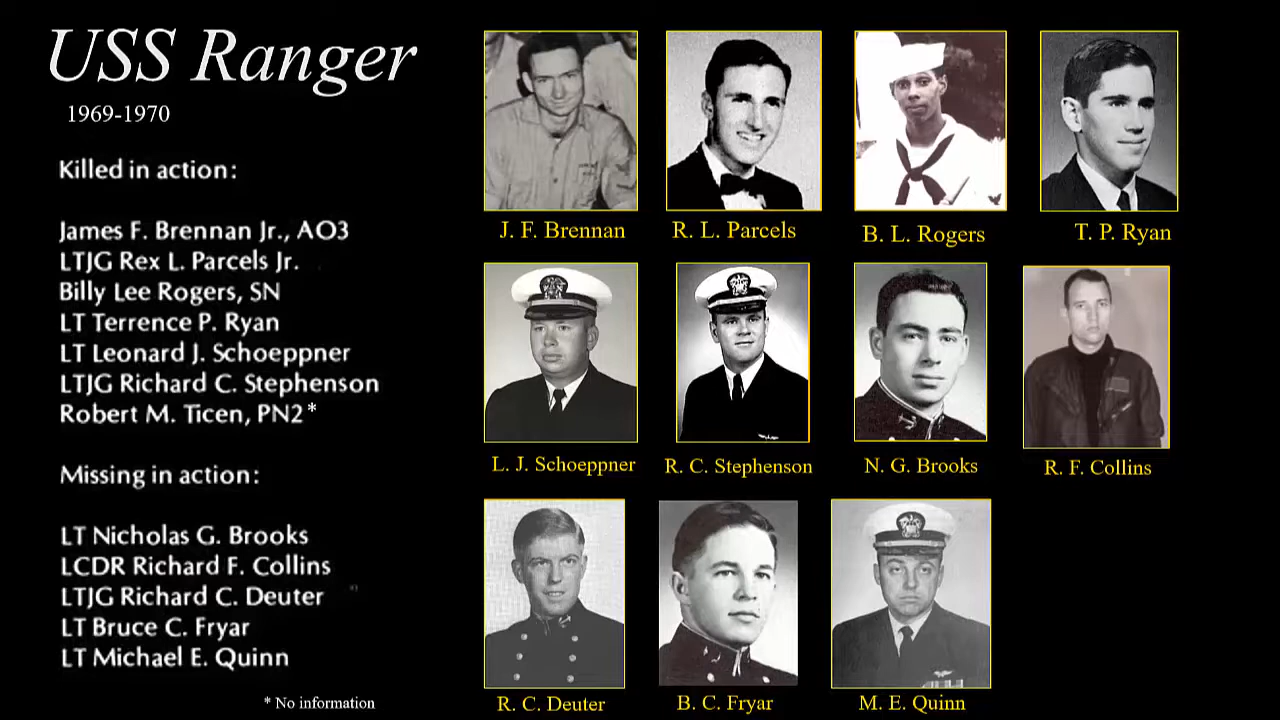 USS Ranger
1969-1970
Killed in action:
James F. Brennan Jr., AO3
LTJG Rex L. Parcels Jr.
Billy Lee Rogers, SN
LT Terrence P. Ryan
LT Leonard J. Schoeppner
LTJG Richard C. Stephenson
Robert M. Ticen, PN2*
Missing in action:
LT Nicholas G. Brooks
LCDR Richard F. Collins
LTJG Richard C. Deuter
LT Bruce C. Fryar
LT Michael E. Quinn
* No information
J. F. Brennan
R. L. Parcels
B. L. Rogers
T. P. Ryan
L. J. Schoeppner
R. C. Stephenson
N. G. Brooks
R. F. Collins
R. C. Deuter
B. C. Fryar
M. E. Quinn